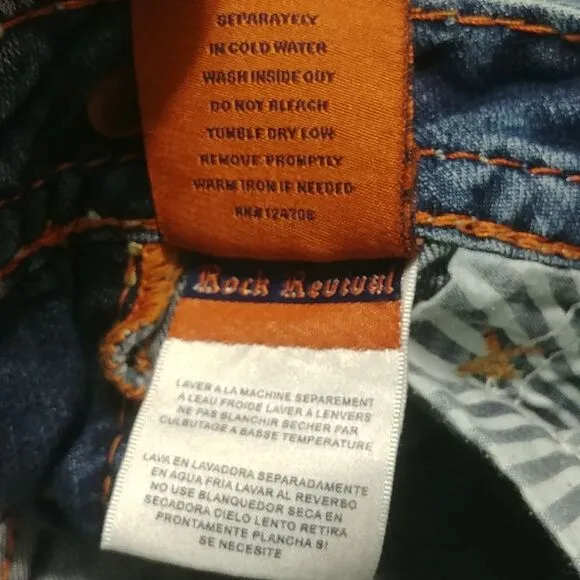 SEPARATELY
IN COLD WATER
WASH INSIDE OUT
DO NOT BLEACH
TUMBLE DRY LOW
REMOVE PROMPTLY
WARM IRON IF NEEDED
RN#124708
Rock Revival
LAVER A LA MACHINE SEPAREMENT
A LEAU FROIDE LAVER À LENVERS
NE PAS BLANCHIR SECHER PAR
CULBUTAGE A BASSE TEMPERATURE
LAVA EN LAVADORA SEPARADAMENTE
EN AGUA FRIA LAVAR AL REVERSO
NO USE BLANQUEDOR SECA EN
SECADORA CIELO LENTO RETIRA
PRONTAMENTE PLANCHA SI
SE NECESITE